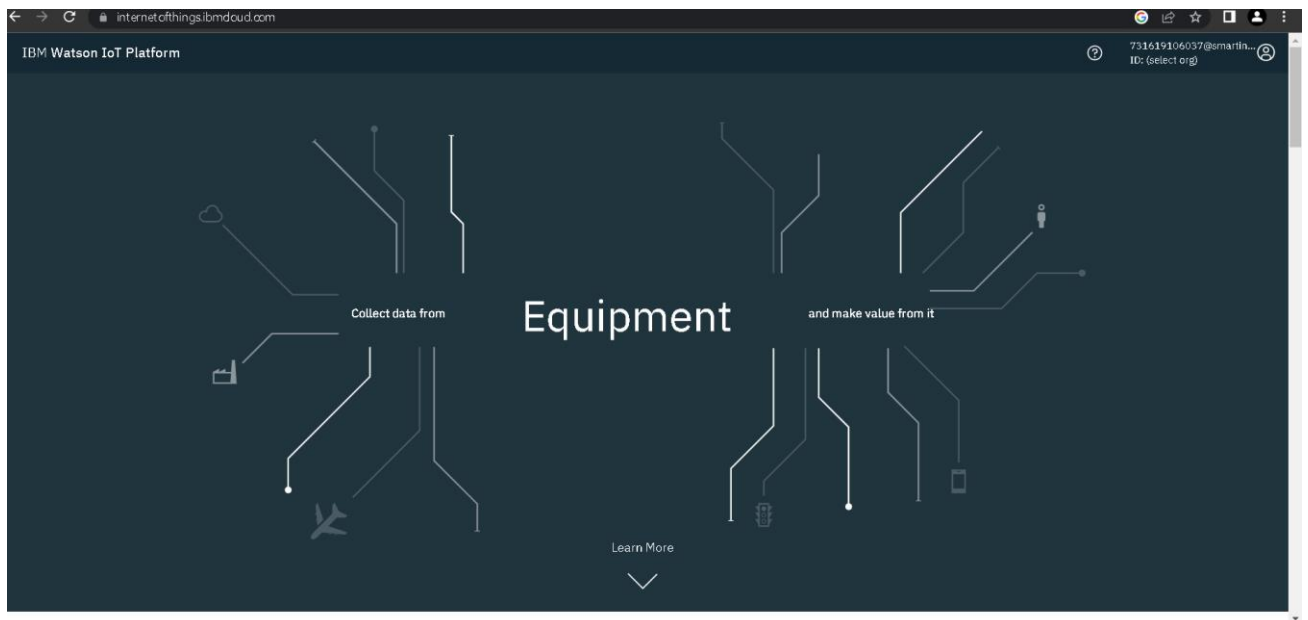 internetofthings.ibmcloud.com
IBM Watson IoT Platform
731619106037@smartin...
ID: (select org)
Collect data from
Equipment
and make value from it
Learn More